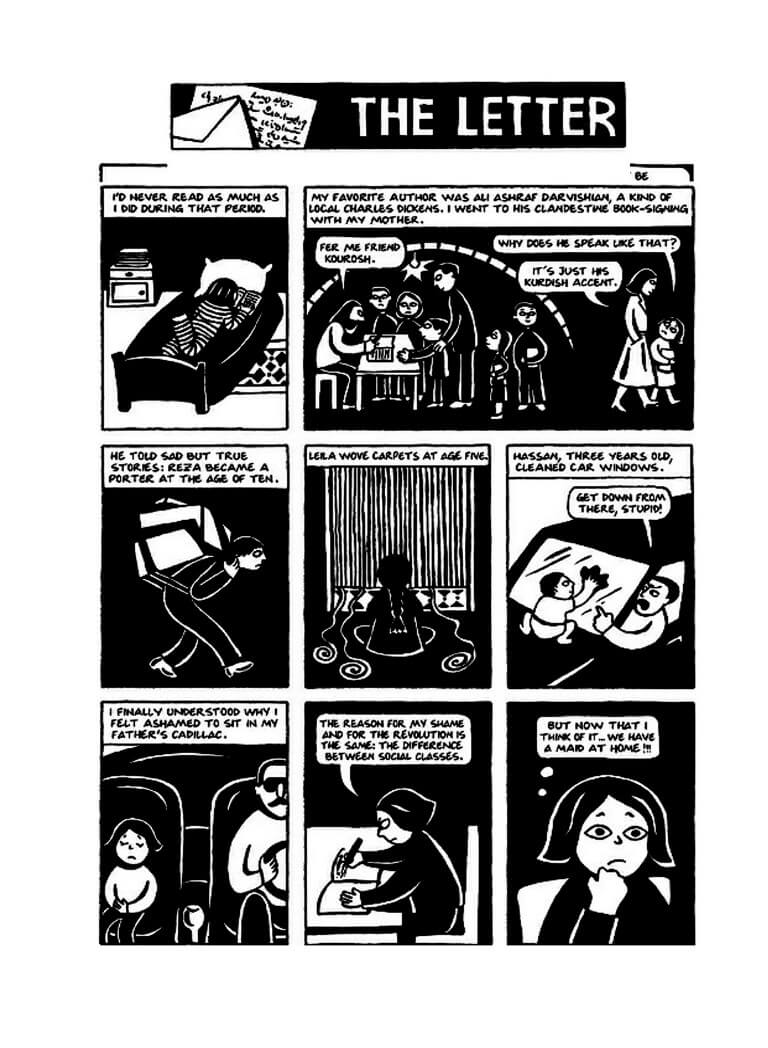 THE LETTER
BE
I'D NEVER READ AS MUCH AS
I DID DURING THAT PERIOD.
MY FAVORITE AUTHOR WAS ALI ASHRAF DARVISHIAN, A KIND OF
LOCAL CHARLES DICKENS. I WENT TO HIS CLANDESTINE BOOK-SIGNING
WITH MY MOTHER.
FER ME FRIEND
KOUROSH.
WHY DOES HE SPEAK LIKE THAT?
IT'S JUST HIS
KURDISH ACCENT.
HE TOLD SAD BUT TRUE
STORIES: REZA BECAME A
PORTER AT THE AGE OF TEN.
LEILA WOVE CARPETS AT AGE FIVE.
HASSAN, THREE YEARS OLD,
CLEANED CAR WINDOWS.
GET DOWN FROM
THERE, STUPID!
I FINALLY UNDERSTOOD WHY I
FELT ASHAMED TO SIT IN MY
FATHER'S CADILLAC.
THE REASON FOR MY SHAME
AND FOR THE REVOLUTION IS
THE SAME: THE DIFFERENCE
BETWEEN SOCIAL CLASSES.
BUT NOW THAT I
THINK OF IT... WE HAVE
A MAID AT HOME!!!